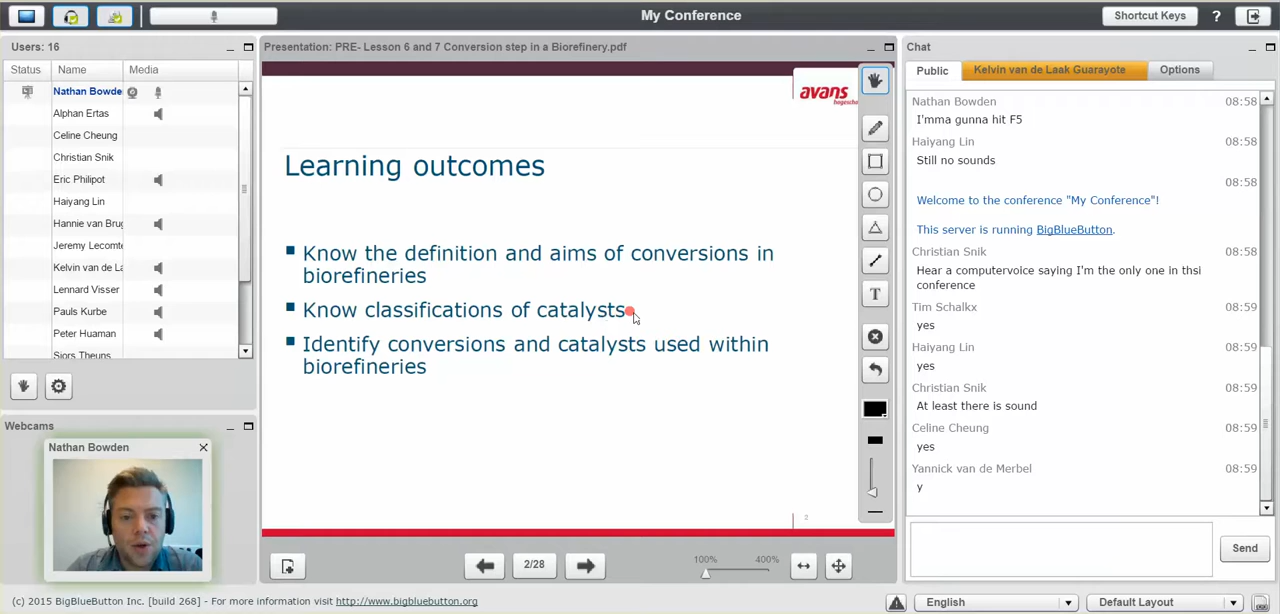 My Conference
Shortcut Keys
?
Users: 16
Status Name Media
Nathan Bowde
Alphan Ertas
Celine Cheung
Christian Snik
Eric Philipot
Haiyang Lin
Hannie van Bru
Jeremy Lecomte
Kelvin van de La
Lennard Visser
Pauls Kurbe
Peter Huaman
Sjors Theuns
Webcams
Nathan Bowden
Presentation: PRE- Lesson 6 and 7 Conversion step in a Biorefinery.pdf
avans
hogescho
Learning outcomes
Know the definition and aims of conversions in
biorefineries
Know classifications of catalysts
Identify conversions and catalysts used within
biorefineries
2
T
2/28
100% 400%
Chat
Public Kelvin van de Laak Guarayote Options
Nathan Bowden 08:58
I'mma gunna hit F5
Haiyang Lin 08:58
Still no sounds
08:58
Welcome to the conference "My Conference"!
This server is running BigBlueButton.
Christian Snik 08:58
Hear a computervoice saying I'm the only one in thsi
conference
Tim Schalkx 08:59
yes
Haiyang Lin 08:59
yes
Christian Snik 08:59
At least there is sound
Celine Cheung 08:59
yes
Yannick van de Merbel 08:59
y
Send
(c) 2015 BigBlueButton Inc. [build 268] - For more information visit http://www.bigbluebutton.org
English
Default Layout